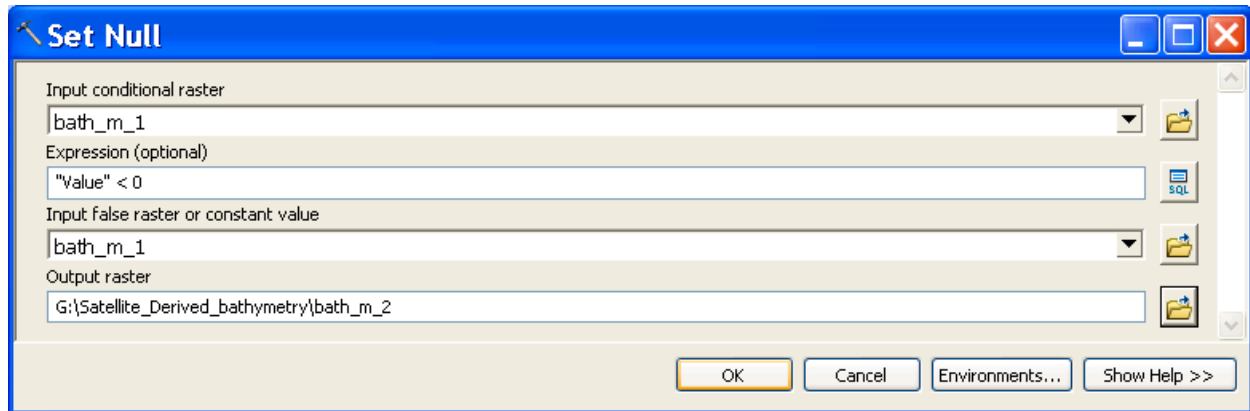 Set Null
Input conditional raster
bath_m_1
Expression (optional)
"Value" < 0
SQL
Input false raster or constant value
bath_m_1
Output raster
G:\Satellite_Derived_bathymetry\bath_m_2
OK Cancel Environments... Show Help >>